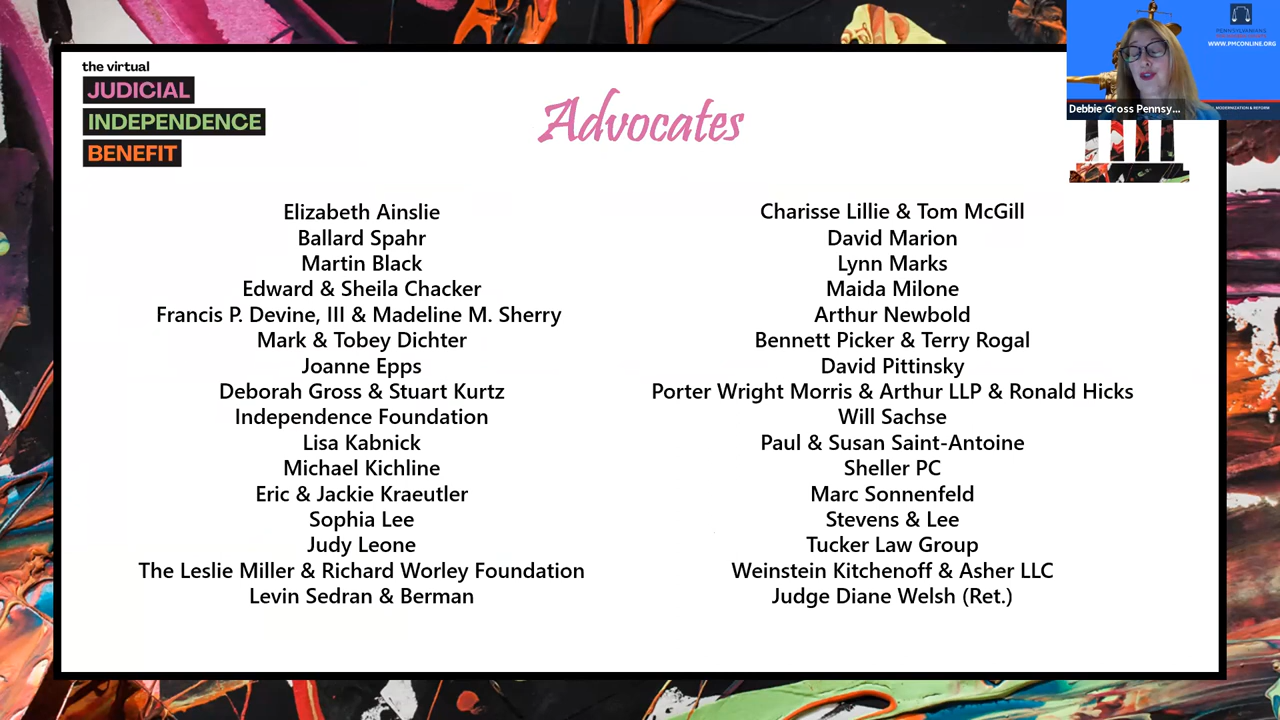 the virtual
JUDICIAL
INDEPENDENCE
BENEFIT
Advocates
Elizabeth Ainslie
Ballard Spahr
Martin Black
Edward & Sheila Chacker
Francis P. Devine, III & Madeline M. Sherry
Mark & Tobey Dichter
Joanne Epps
Deborah Gross & Stuart Kurtz
Independence Foundation
Lisa Kabnick
Michael Kichline
Eric & Jackie Kraeutler
Sophia Lee
Judy Leone
The Leslie Miller & Richard Worley Foundation
Levin Sedran & Berman
Charisse Lillie & Tom McGill
David Marion
Lynn Marks
Maida Milone
Arthur Newbold
Bennett Picker & Terry Rogal
David Pittinsky
Porter Wright Morris & Arthur LLP & Ronald Hicks
Will Sachse
Paul & Susan Saint-Antoine
Sheller PC
Marc Sonnenfeld
Stevens & Lee
Tucker Law Group
Weinstein Kitchenoff & Asher LLC
Judge Diane Welsh (Ret.)
PENNSYLVANIANS
WWW.PMCONLINE.ORG
Debbie Gross Pennsy...
MODERNIZATION & REFORM